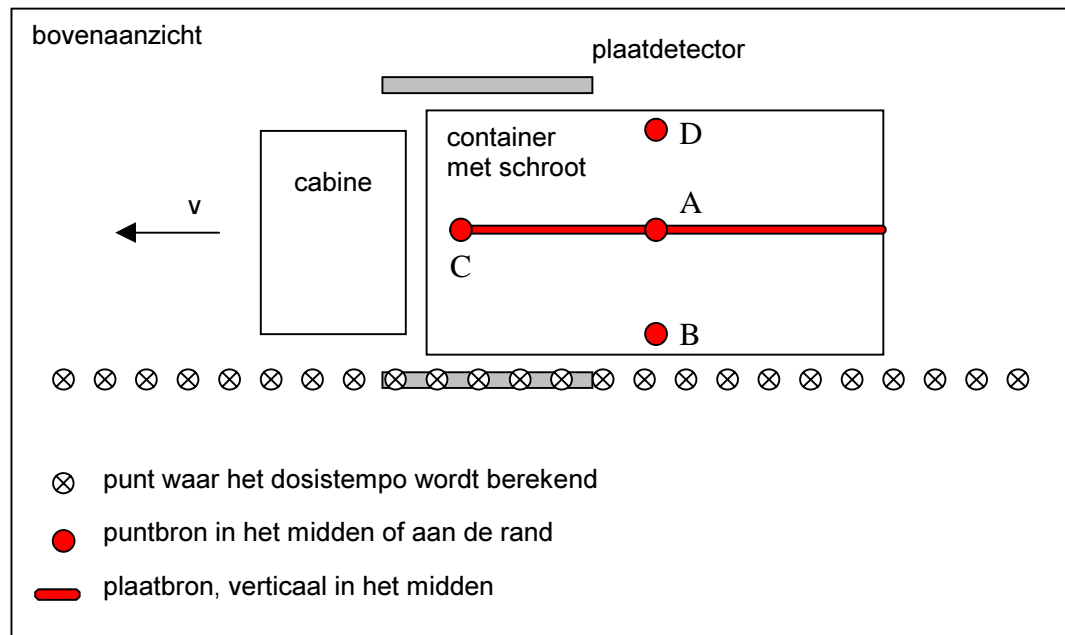 bovenaanzicht
plaatdetector
container
met schroot
D
cabine
v
A
C
B
punt waar het dosistempo wordt berekend
puntbron in het midden of aan de rand
plaatbron, verticaal in het midden